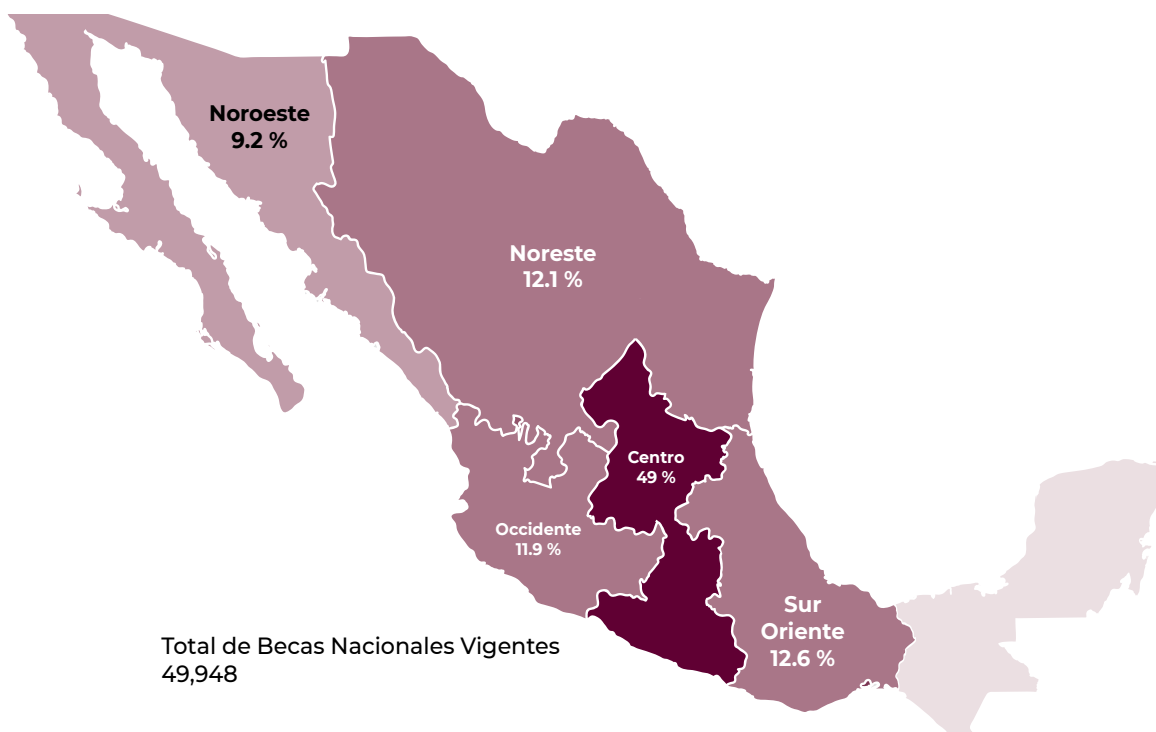 Noroeste
9.2 %
Noreste
12.1 %
Centro
49 %
Occidente
11.9 %
Sur
Oriente
12.6 %
Total de Becas Nacionales Vigentes
49,948